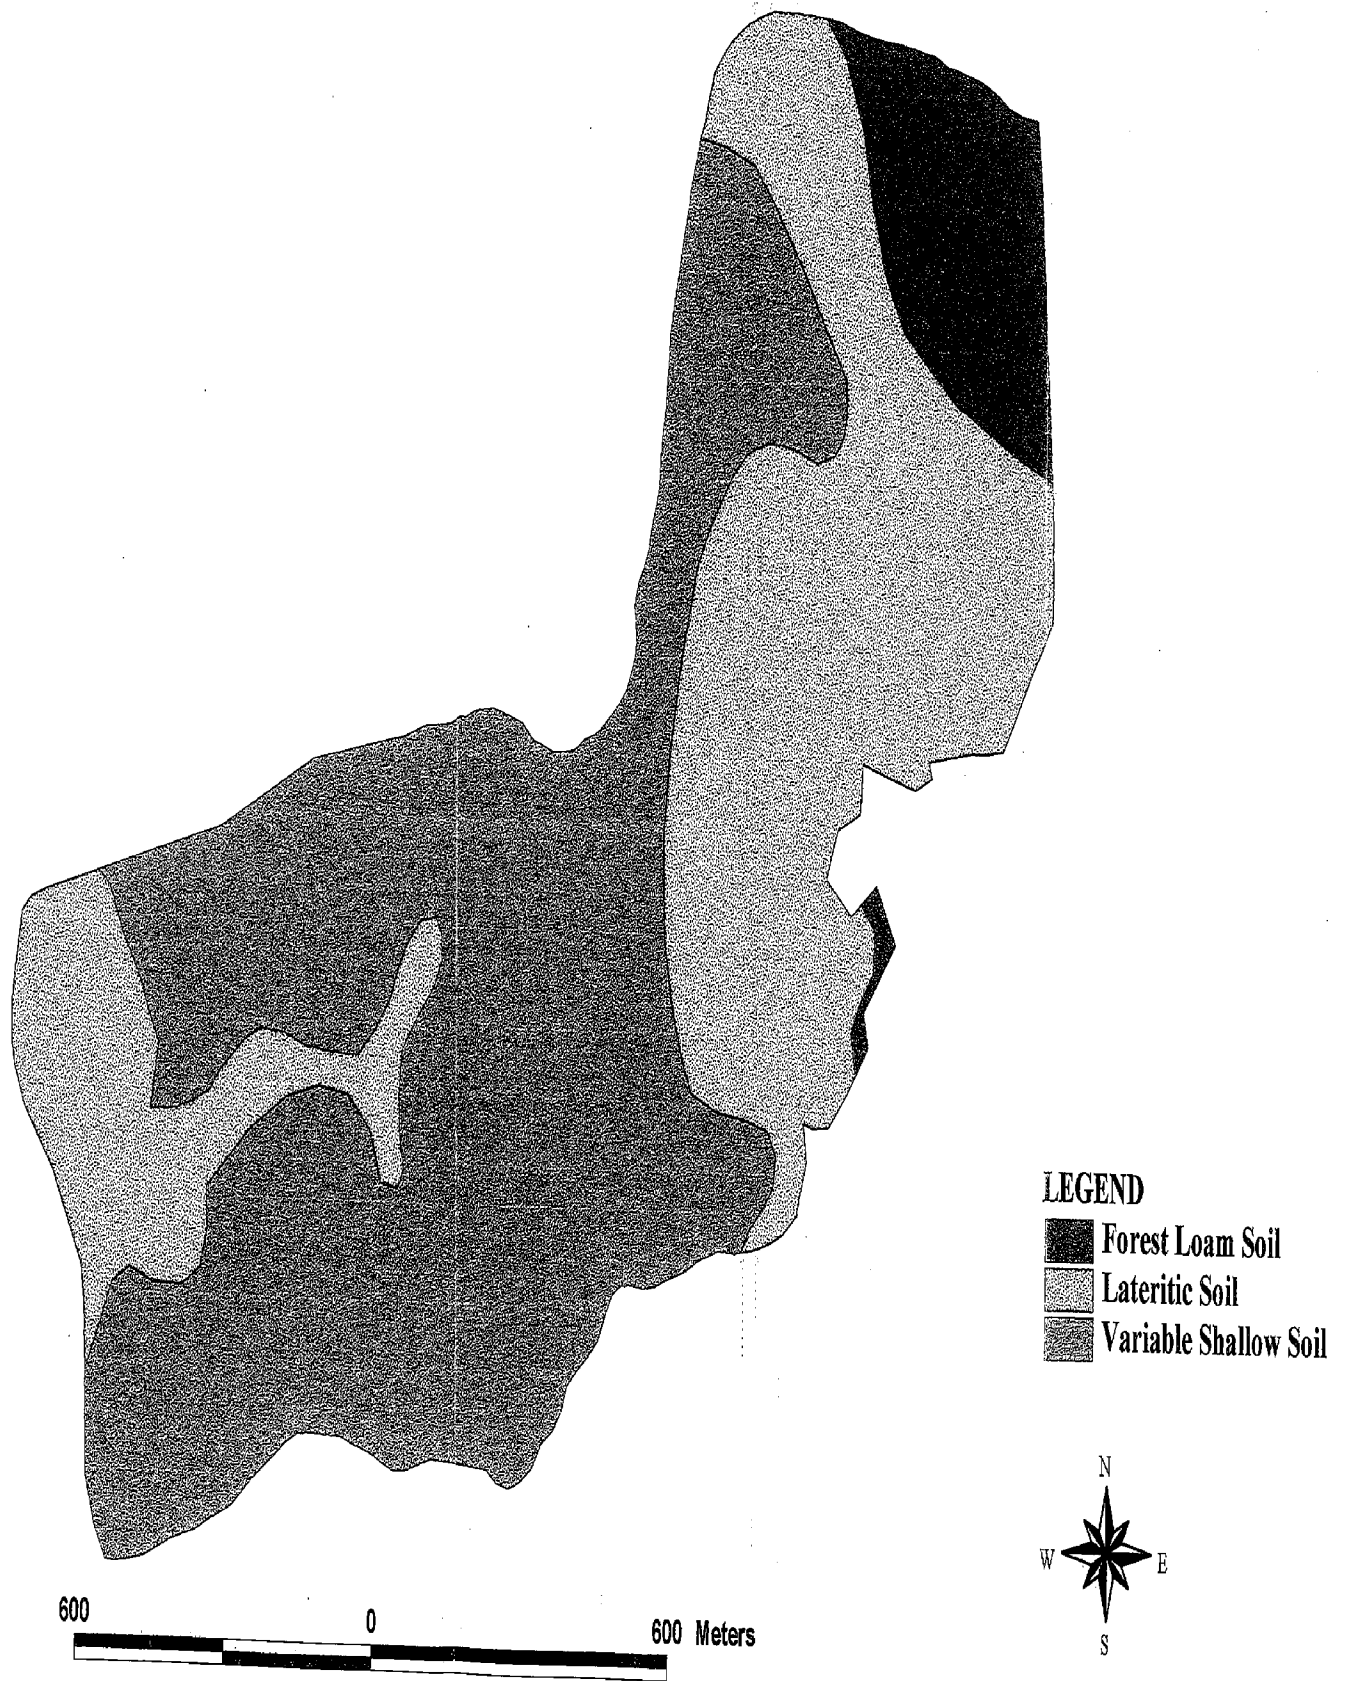 LEGEND
Forest Loam Soil
Lateritic Soil
Variable Shallow Soil
N
W E
S
600 0 600 Meters